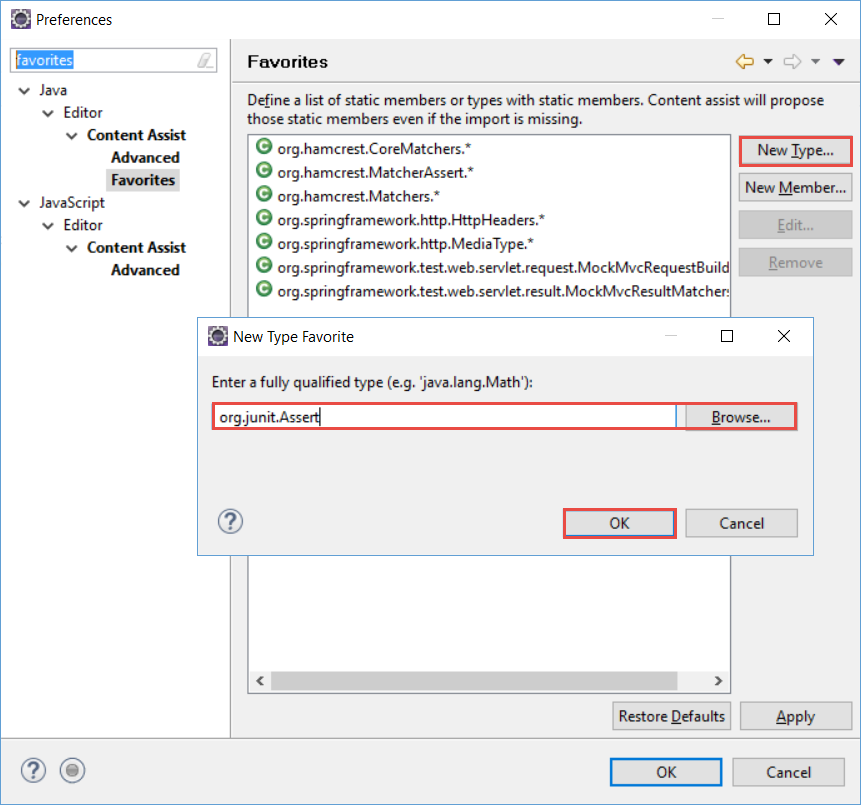 Preferences
favorites
Java
Editor
Content Assist
Advanced
Favorites
JavaScript
Editor
Content Assist
Advanced
Favorites
Define a list of static members or types with static members. Content assist will propose
those static members even if the import is missing.
org.hamcrest.CoreMatchers.*
org.hamcrest.MatcherAssert.*
org.hamcrest.Matchers.*
org.springframework.http.HttpHeaders.*
org.springframework.http.MediaType.*
org.springframework.test.web.servlet.request.MockMvcRequestBuild
org.springframework.test.web.servlet.result.MockMvcResultMatchers
New Type...
New Member...
Edit...
Remove
New Type Favorite
Enter a fully qualified type (e.g. 'java.lang.Math'):
org.junit.Assert
Browse...
?
OK
Cancel
Restore Defaults
Apply
?
OK
Cancel